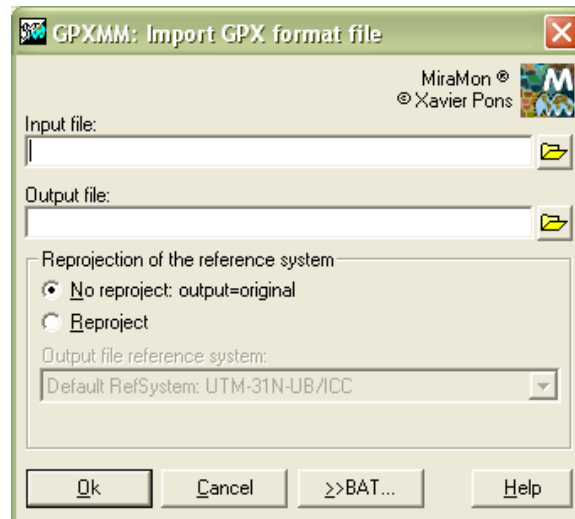 GPXMM: Import GPX format file
MiraMon ®
© Xavier Pons
Input file:
Output file:
Reprojection of the reference system
No reproject: output=original
Reproject
Output file reference system:
Default RefSystem: UTM-31N-UB/ICC
Ok
Cancel
>>BAT...
Help